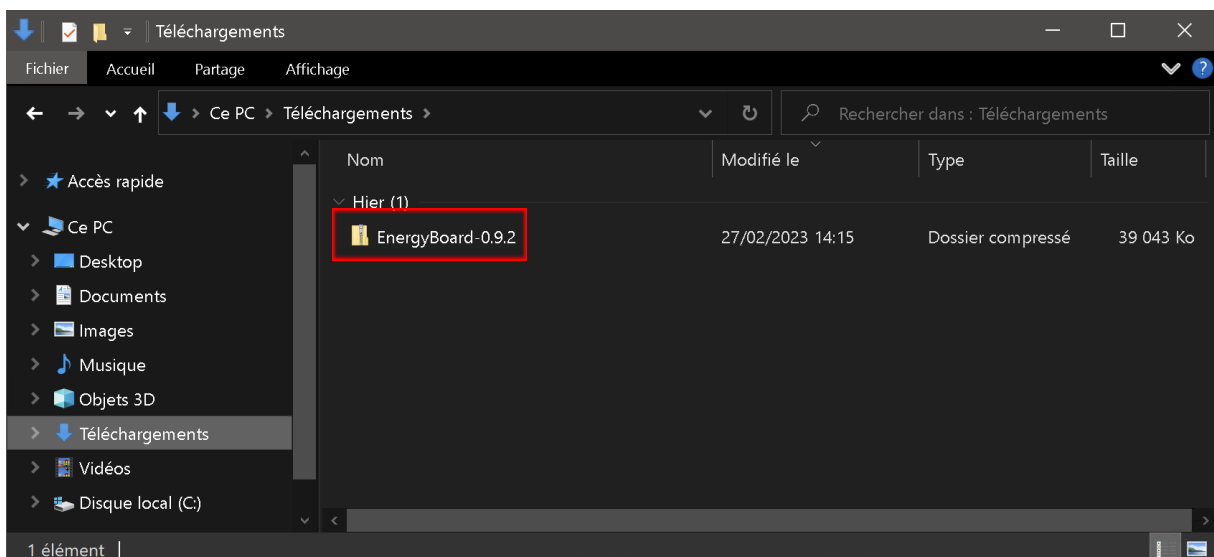 Téléchargements
Fichier Accueil Partage Affichage
Ce PC Téléchargements Rechercher dans : Téléchargements
Nom Modifié le Type Taille
Accès rapide
Hier (1)
Ce PC
EnergyBoard-0.9.2 27/02/2023 14:15 Dossier compressé 39 043 Ko
Desktop
Documents
Images
Musique
Objets 3D
Téléchargements
Vidéos
Disque local (C:)
1 élément